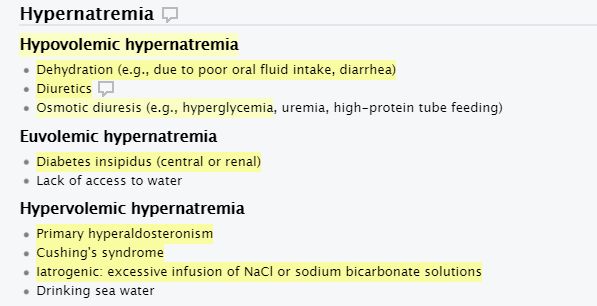 Hypernatremia
Hypovolemic hypernatremia
Dehydration (e.g., due to poor oral fluid intake, diarrhea)
Diuretics
Osmotic diuresis (e.g., hyperglycemia, uremia, high-protein tube feeding)
Euvolemic hypernatremia
Diabetes insipidus (central or renal)
Lack of access to water
Hypervolemic hypernatremia
Primary hyperaldosteronism
Cushing's syndrome
Iatrogenic: excessive infusion of NaCl or sodium bicarbonate solutions
Drinking sea water